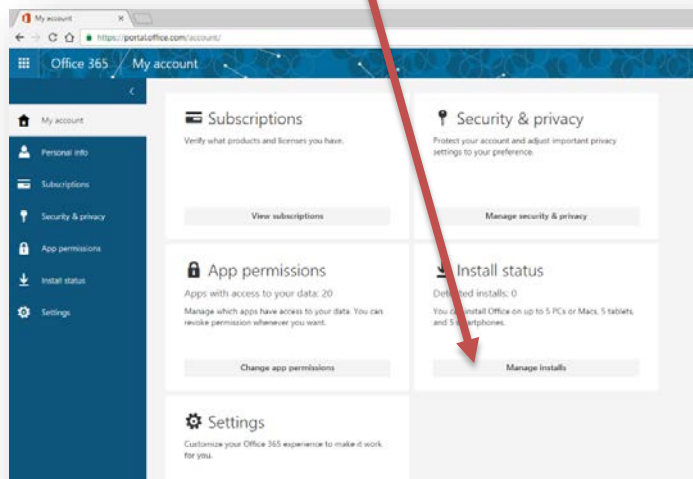 My account
https://portal.office.com/account/
Office 365
My account
My account
Personal info
Subscriptions
Security & privacy
App permissions
Install status
Settings
Subscriptions
Verify what products and licenses you have.
View subscriptions
Security & privacy
Protect your account and adjust important privacy
settings to your preference.
Manage security & privacy
App permissions
Apps with access to your data: 20
Manage which apps have access to your data. You can
revoke permission whenever you want.
Change app permissions
Install status
installs: 0
You can install Office on up to 5 PCs or Macs, 5 tablets,
and 5 smartphones.
Manage installs
Settings
Customize your Office 365 experience to make it work
for you.